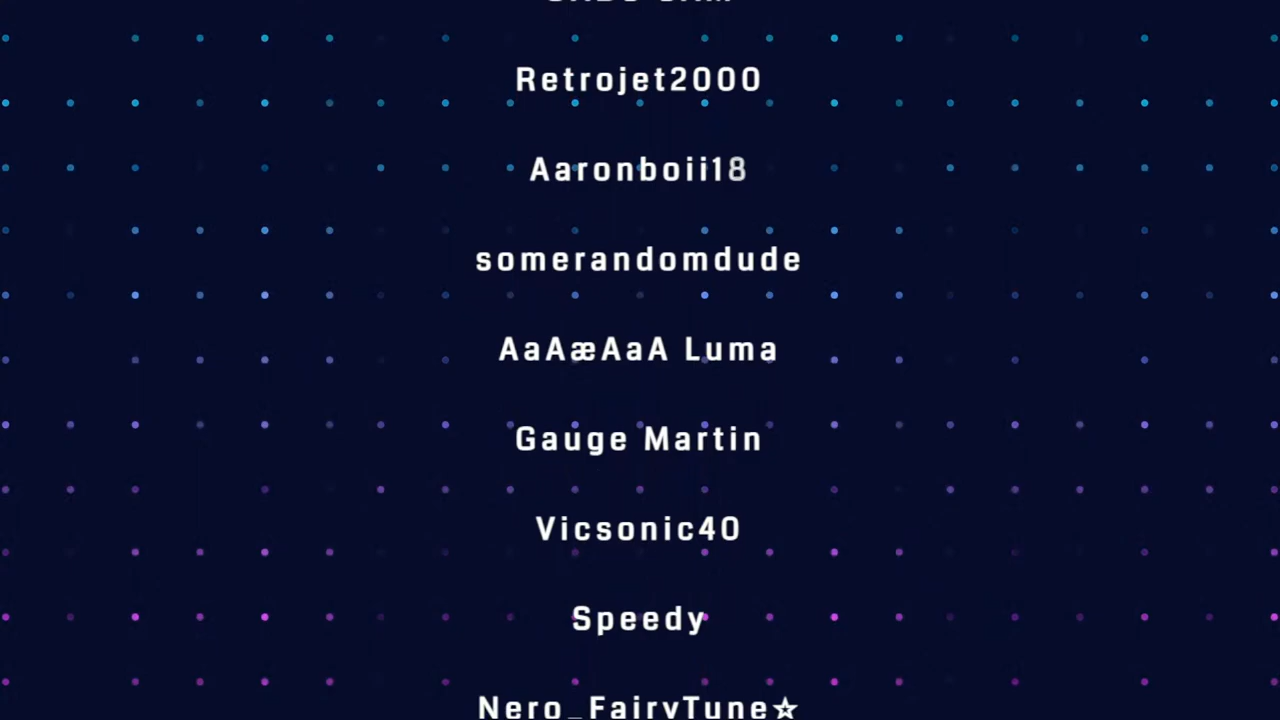 Retrojet2000
Aaronboii18
somerandomdude
AaAæAaA Luma
Gauge Martin
Vicsonic40
Speedy
Nero_FairyTune☆